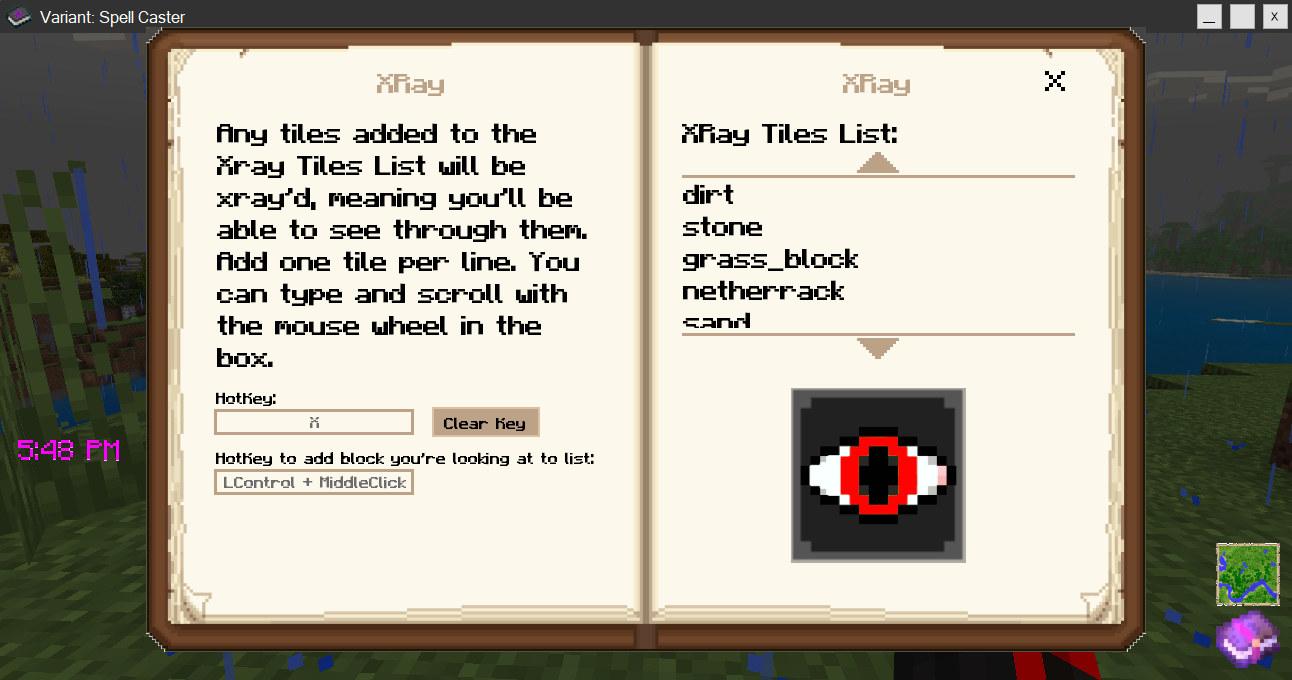 Variant: Spell Caster
XRay
Any tiles added to the
Xray Tiles List will be
xray'd, meaning you'll be
able to see through them.
Add one tile per line. You
can type and scroll with
the mouse wheel in the
box.
HotKey:
X
Clear Key
HotKey to add block you're looking at to list:
LControl + MiddleClick
XRay
X
XRay Tiles List:
dirt
stone
grass_block
netherrack
sand
5:48 PM